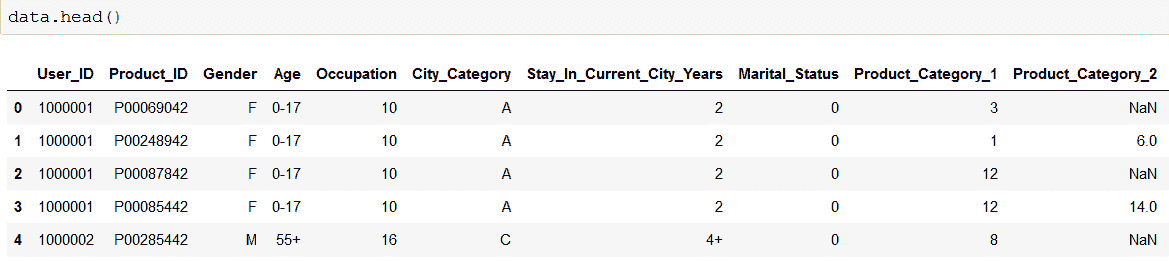 data.head()
User_ID Product_ID Gender Age Occupation City_Category Stay_In_Current_City_Years Marital_Status Product_Category_1 Product_Category_2
0 1000001 P00069042 F 0-17 10 A 2 0 3 NaN
1 1000001 P00248942 F 0-17 10 A 2 0 1 6.0
2 1000001 P00087842 F 0-17 10 A 2 0 12 NaN
3 1000001 P00085442 F 0-17 10 A 2 0 12 14.0
4 1000002 P00285442 M 55+ 16 C 4+ 0 8 NaN